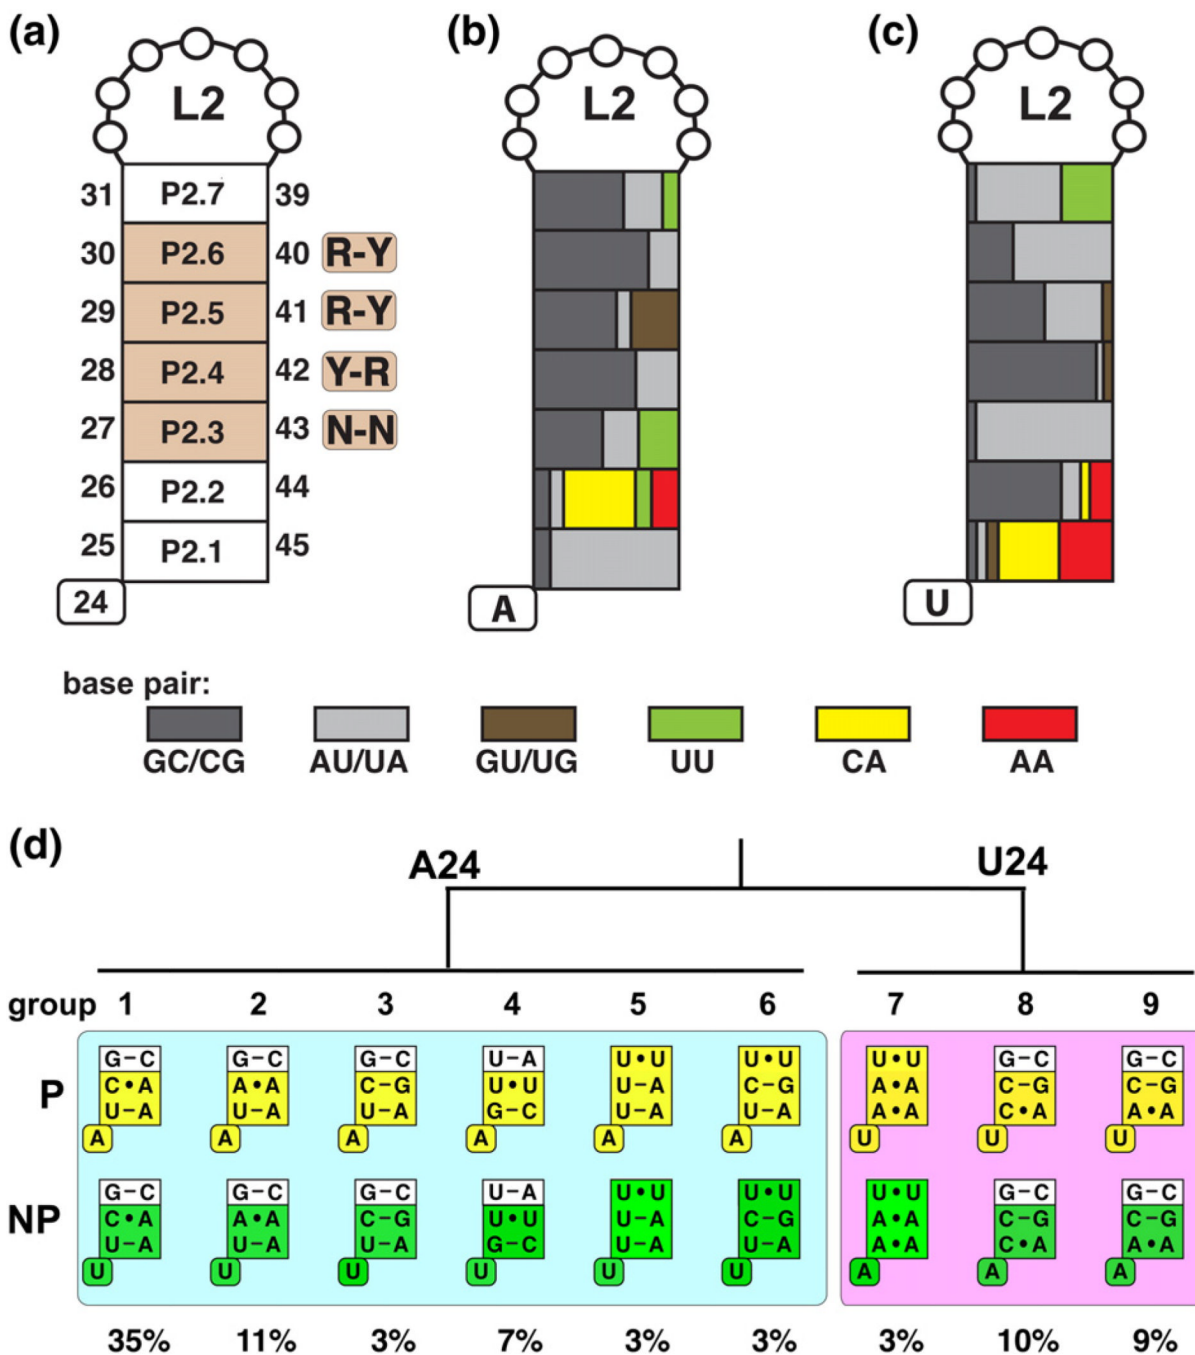 (a) (b) (c)
L2 L2 L2
31 P2.7 39
30 P2.6 40 R-Y
29 P2.5 41 R-Y
28 P2.4 42 Y-R
27 P2.3 43 N-N
26 P2.2 44
25 P2.1 45
24 A U
base pair:
GC/CG AU/UA GU/UG UU CA AA
(d)
A24 U24
group 1 2 3 4 5 6 7 8 9
P
G-C G-C G-C U-A U•U U•U U•U G-C G-C
C•A A•A C-G U•U U-A C-G A•A C-G C-G
U-A U-A U-A G-C U-A U-A A•A C•A A•A
A A A A A A U U U
NP
G-C G-C G-C U-A U•U U•U U•U G-C G-C
C•A A•A C-G U•U U-A C-G A•A C-G C-G
U-A U-A U-A G-C U-A U-A A•A C•A A•A
U U U U U U A A A
35% 11% 3% 7% 3% 3% 3% 10% 9%